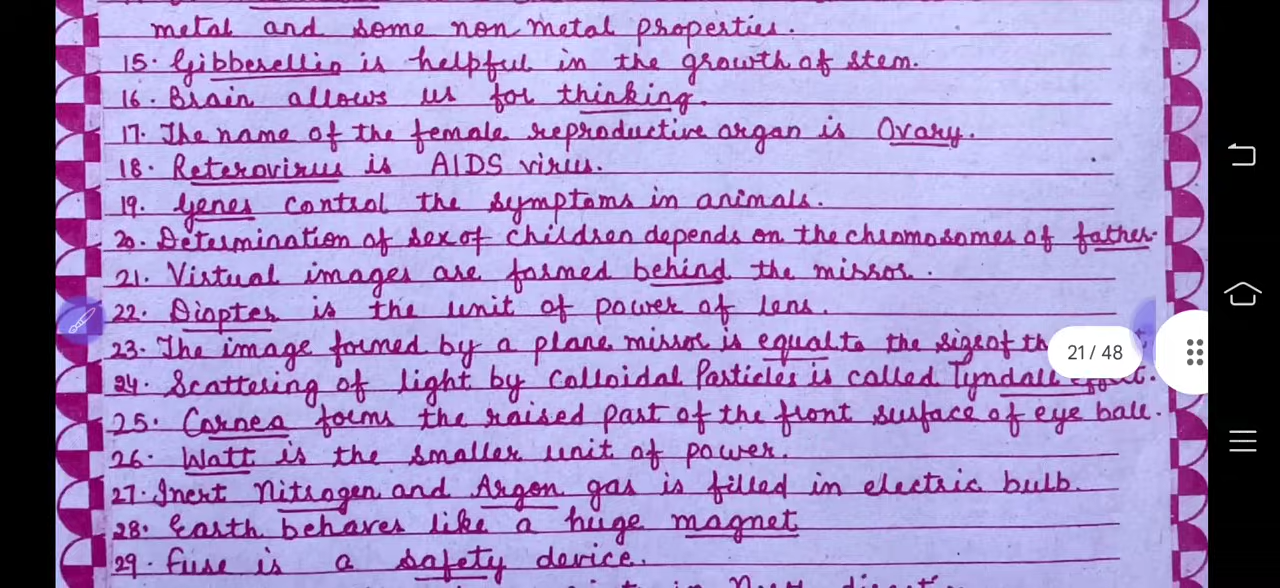 metal and some non metal properties.
15. Gibberellin is helpful in the growth of stem.
16. Brain allows us for thinking.
17. The name of the female reproductive organ is Ovary.
18. Reterovirus is AIDS virus.
19. Genes control the symptoms in animals.
20. Determination of sex of children depends on the chromosomes of father.
21. Virtual images are formed behind the mirror.
22. Diopter is the unit of power of lens.
23. The image formed by a plane mirror is equal to the size of
21 / 48
24. Scattering of light by Colloidal Particles is called Tyndall effect.
25. Cornea forms the raised part of the front surface of eye ball.
26. Watt is the smaller unit of power.
27. Inert Nitrogen and Argon gas is filled in electric bulb.
28. Earth behaves like a huge magnet
29. Fuse is a safety device.